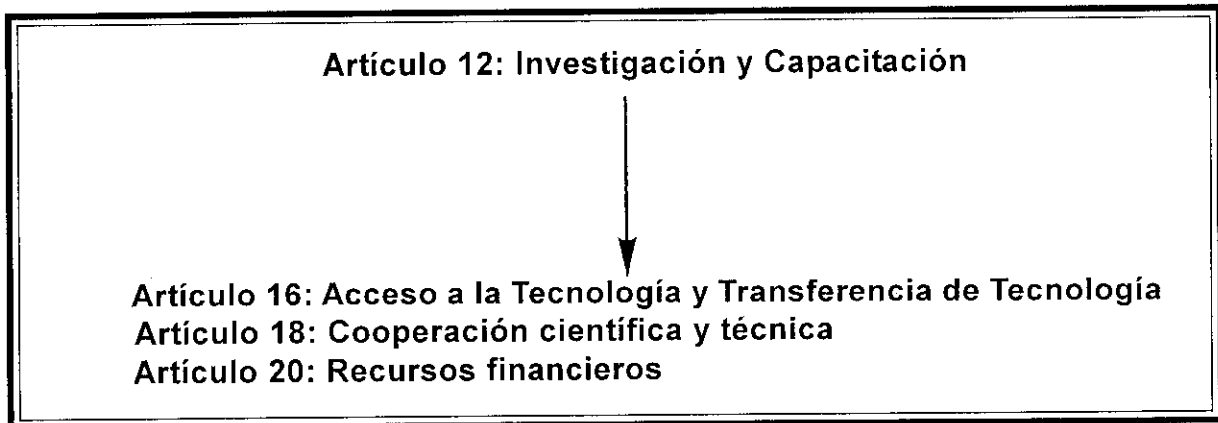 Artículo 12: Investigación y Capacitación
Artículo 16: Acceso a la Tecnología y Transferencia de Tecnología
Artículo 18: Cooperación científica y técnica
Artículo 20: Recursos financieros